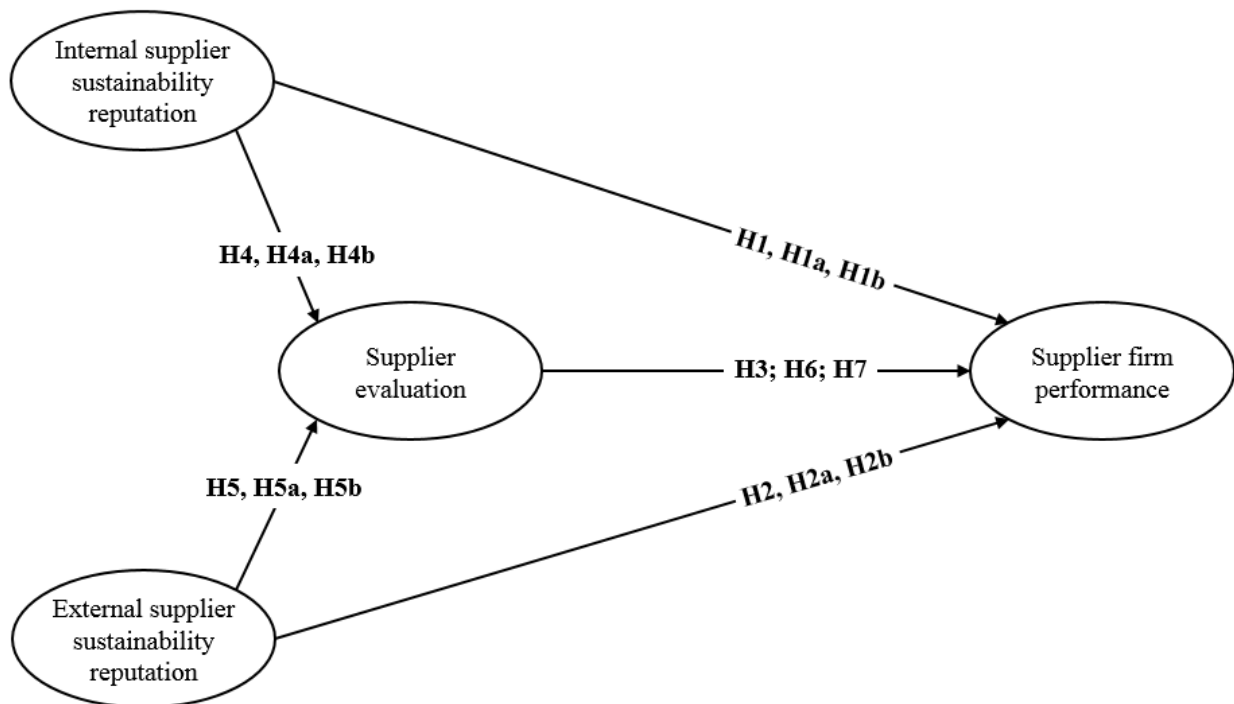 Internal supplier
sustainability
reputation
H1, H1a, H1b
H4, H4a, H4b
Supplier
evaluation
H3; H6; H7
Supplier firm
performance
H5, H5a, H5b
H2, H2a, H2b
External supplier
sustainability
reputation